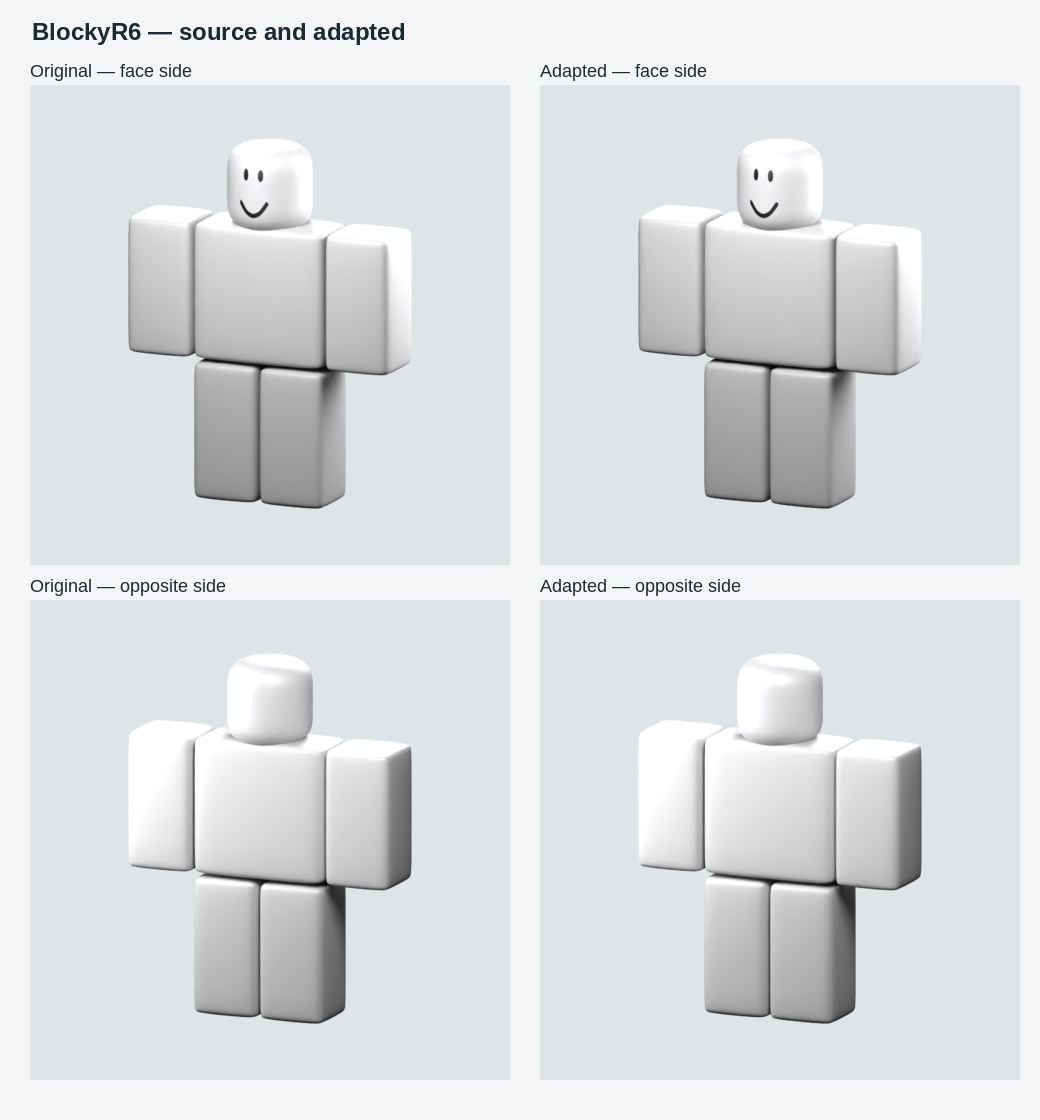 BlockyR6 — source and adapted
Original — face side
Adapted — face side
Original — opposite side
Adapted — opposite side